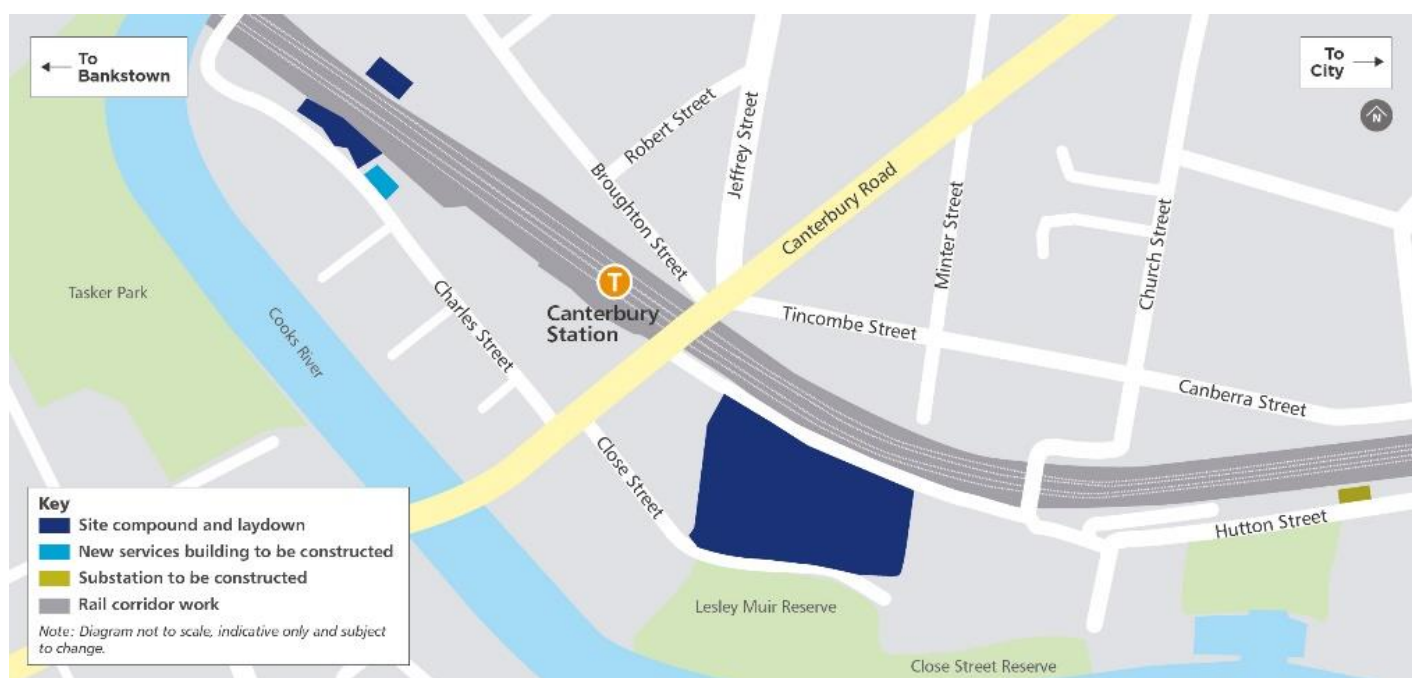 To
Bankstown
To
City
N
Robert Street
Jeffrey Street
Broughton Street
Canterbury Road
Minter Street
Church Street
Tasker Park
Cooks River
Charles Street
T
Canterbury
Station
Tincombe Street
Canberra Street
Close Street
Hutton Street
Lesley Muir Reserve
Close Street Reserve
Key
Site compound and laydown
New services building to be constructed
Substation to be constructed
Rail corridor work
Note: Diagram not to scale, indicative only and subject
to change.